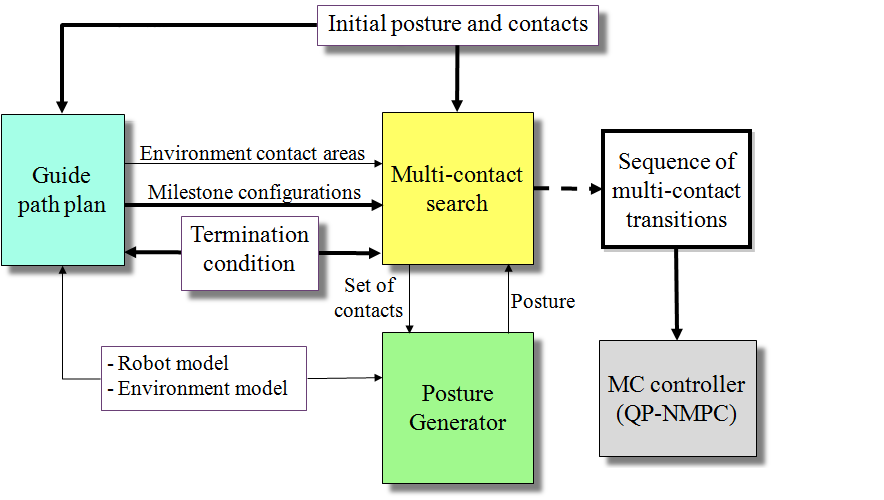 Initial posture and contacts
Guide
path plan
Environment contact areas
Milestone configurations
Multi-contact
search
Sequence of
multi-contact
transitions
Termination
condition
Set of
contacts
Posture
- Robot model
- Environment model
Posture
Generator
MC controller
(QP-NMPC)